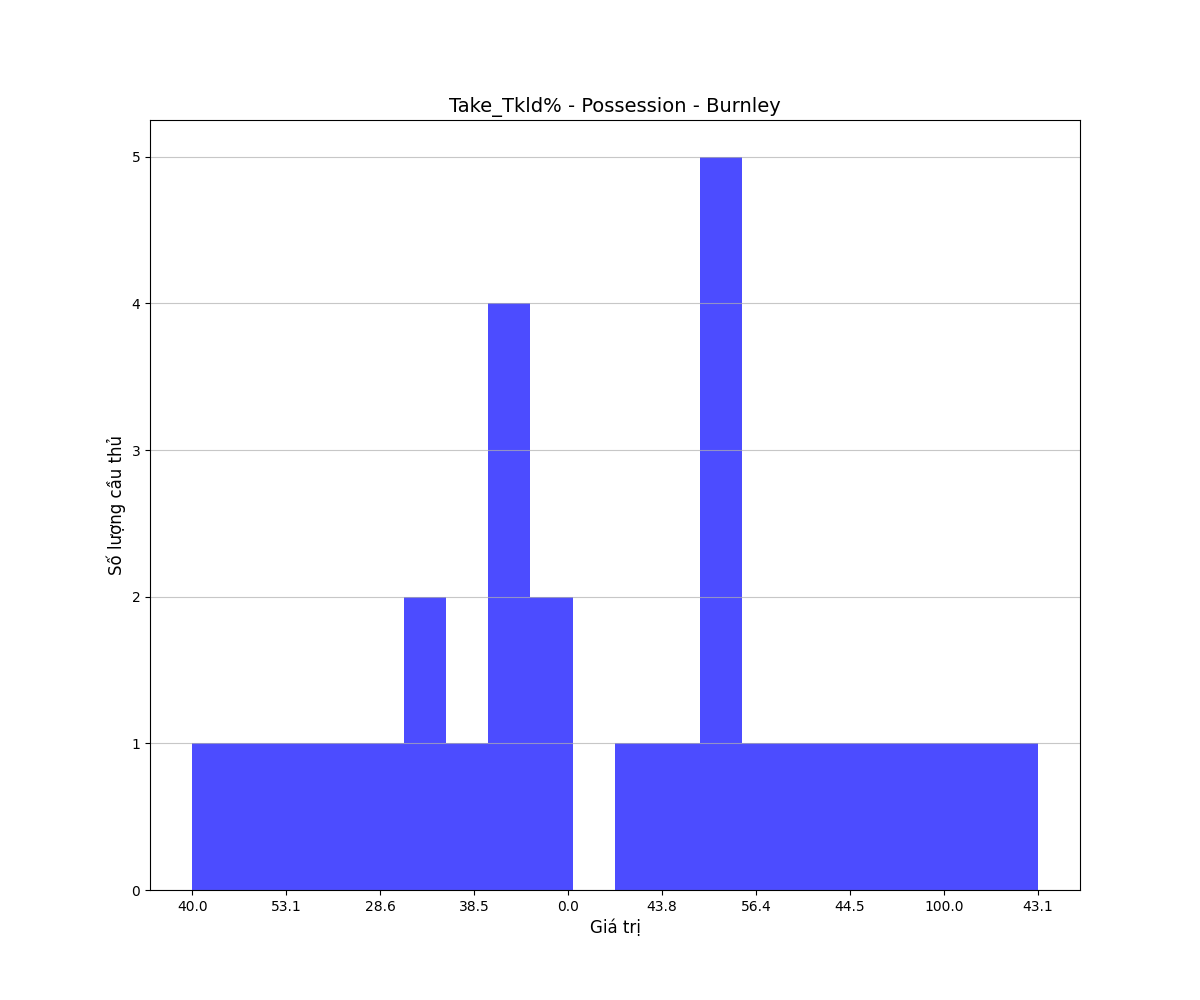 Take_Tkld% - Possession - Burnley
Số lượng cầu thủ
5
4
3
2
1
0
40.0 53.1 28.6 38.5 0.0 43.8 56.4 44.5 100.0 43.1
Giá trị